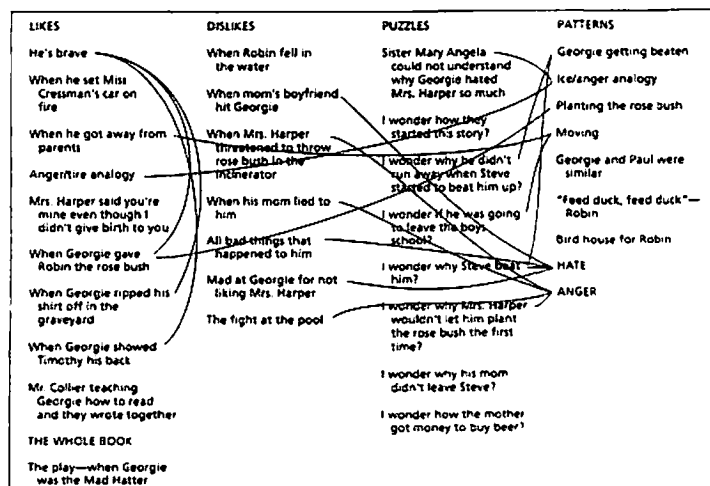 LIKES
He's brave
When he set Miss
Cressman's car on
fire
When he got away from
parents
Anger/fire analogy
Mrs. Harper said you're
mine even though I
didn't give birth to you
When Georgie gave
Robin the rose bush
When Georgie ripped his
shirt off in the
graveyard
When Georgie showed
Timothy his back
Mr. Collier teaching
Georgie how to read
and they wrote together
THE WHOLE BOOK
The play—when Georgie
was the Mad Hatter
DISLIKES
When Robin fell in
the water
When mom's boyfriend
hit Georgie
When Mrs. Harper
threatened to throw
rose bush in the
incinerator
When his mom lied to
him
All bad things that
happened to him
Mad at Georgie for not
liking Mrs. Harper
The fight at the pool
PUZZLES
Sister Mary Angela
could not understand
why Georgie hated
Mrs. Harper so much
I wonder how they
started this story?
I wonder why he didn't
run away when Steve
started to beat him up?
I wonder if he was going
to leave the boys
school?
I wonder why Steve beat
him?
I wonder why Mrs. Harper
wouldn't let him plant
the rose bush the first
time?
I wonder why his mom
didn't leave Steve?
I wonder how the mother
got money to buy beer?
PATTERNS
Georgie getting beaten
Ice/anger analogy
Planting the rose bush
Moving
Georgie and Paul were
similar
"feed duck, feed duck"—
Robin
Bird house for Robin
HATE
ANGER